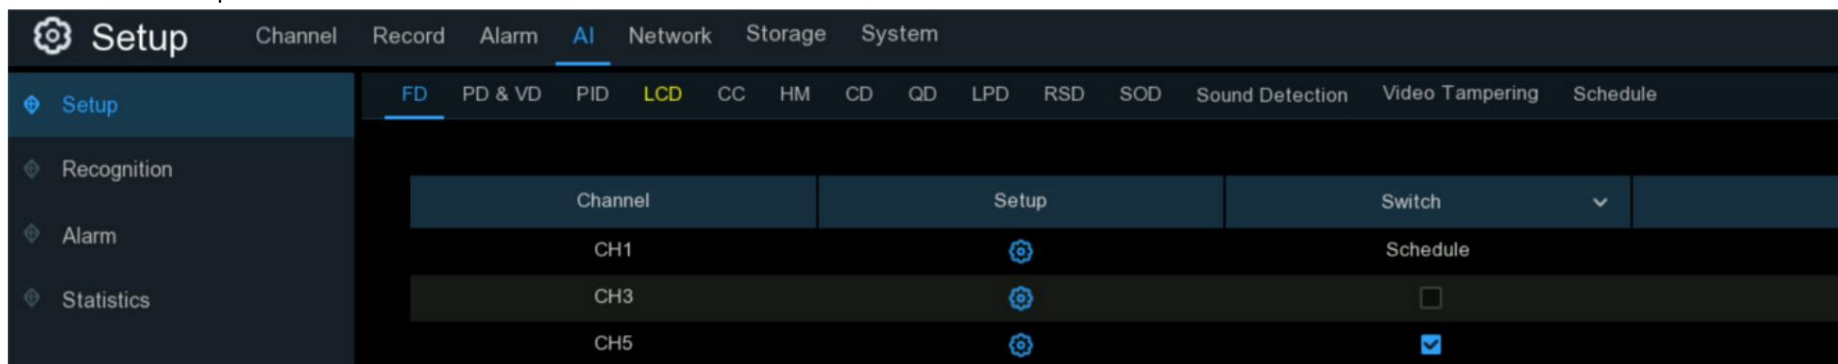 Setup Channel Record Alarm AI Network Storage System
Setup
FD PD & VD PID LCD CC HM CD QD LPD RSD SOD Sound Detection Video Tampering Schedule
Recognition
Alarm
Statistics
Channel Setup Switch
CH1 Schedule
CH3
CH5